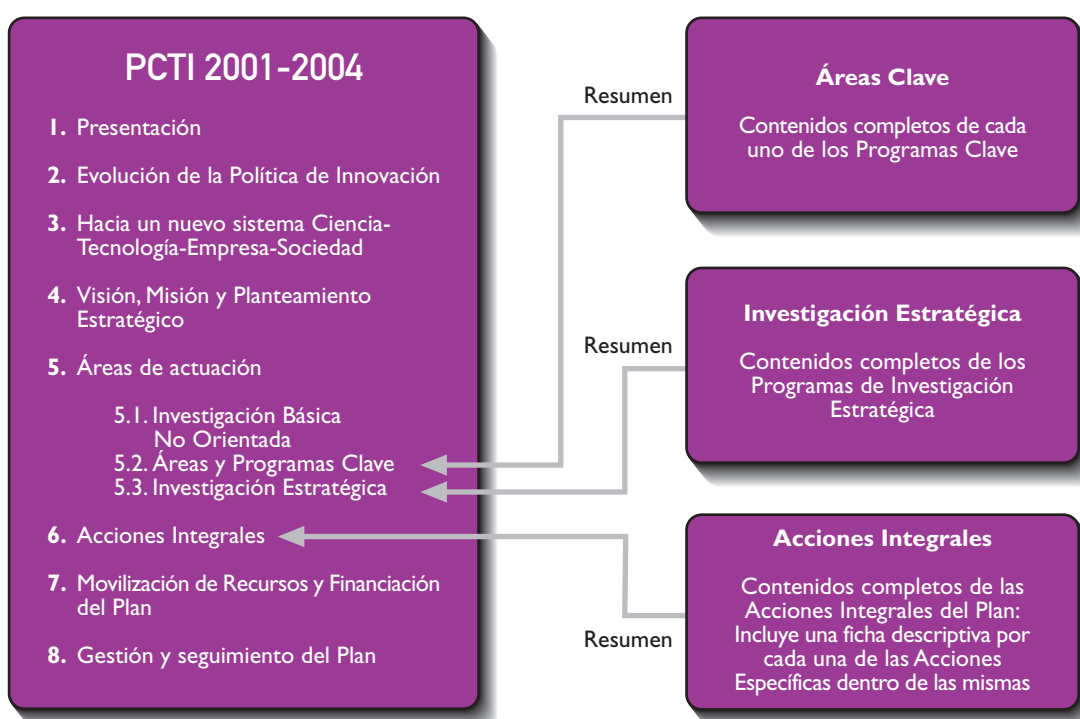 PCTI 2001-2004
1. Presentación
2. Evolución de la Política de Innovación
3. Hacia un nuevo sistema Ciencia-
Tecnología-Empresa-Sociedad
4. Visión, Misión y Planteamiento
Estratégico
5. Áreas de actuación
5.1. Investigación Básica
No Orientada
5.2. Áreas y Programas Clave
5.3. Investigación Estratégica
6. Acciones Integrales
7. Movilización de Recursos y Financiación
del Plan
8. Gestión y seguimiento del Plan
Resumen
Áreas Clave
Contenidos completos de cada
uno de los Programas Clave
Resumen
Investigación Estratégica
Contenidos completos de los
Programas de Investigación
Estratégica
Resumen
Acciones Integrales
Contenidos completos de las
Acciones Integrales del Plan:
Incluye una ficha descriptiva por
cada una de las Acciones
Específicas dentro de las mismas